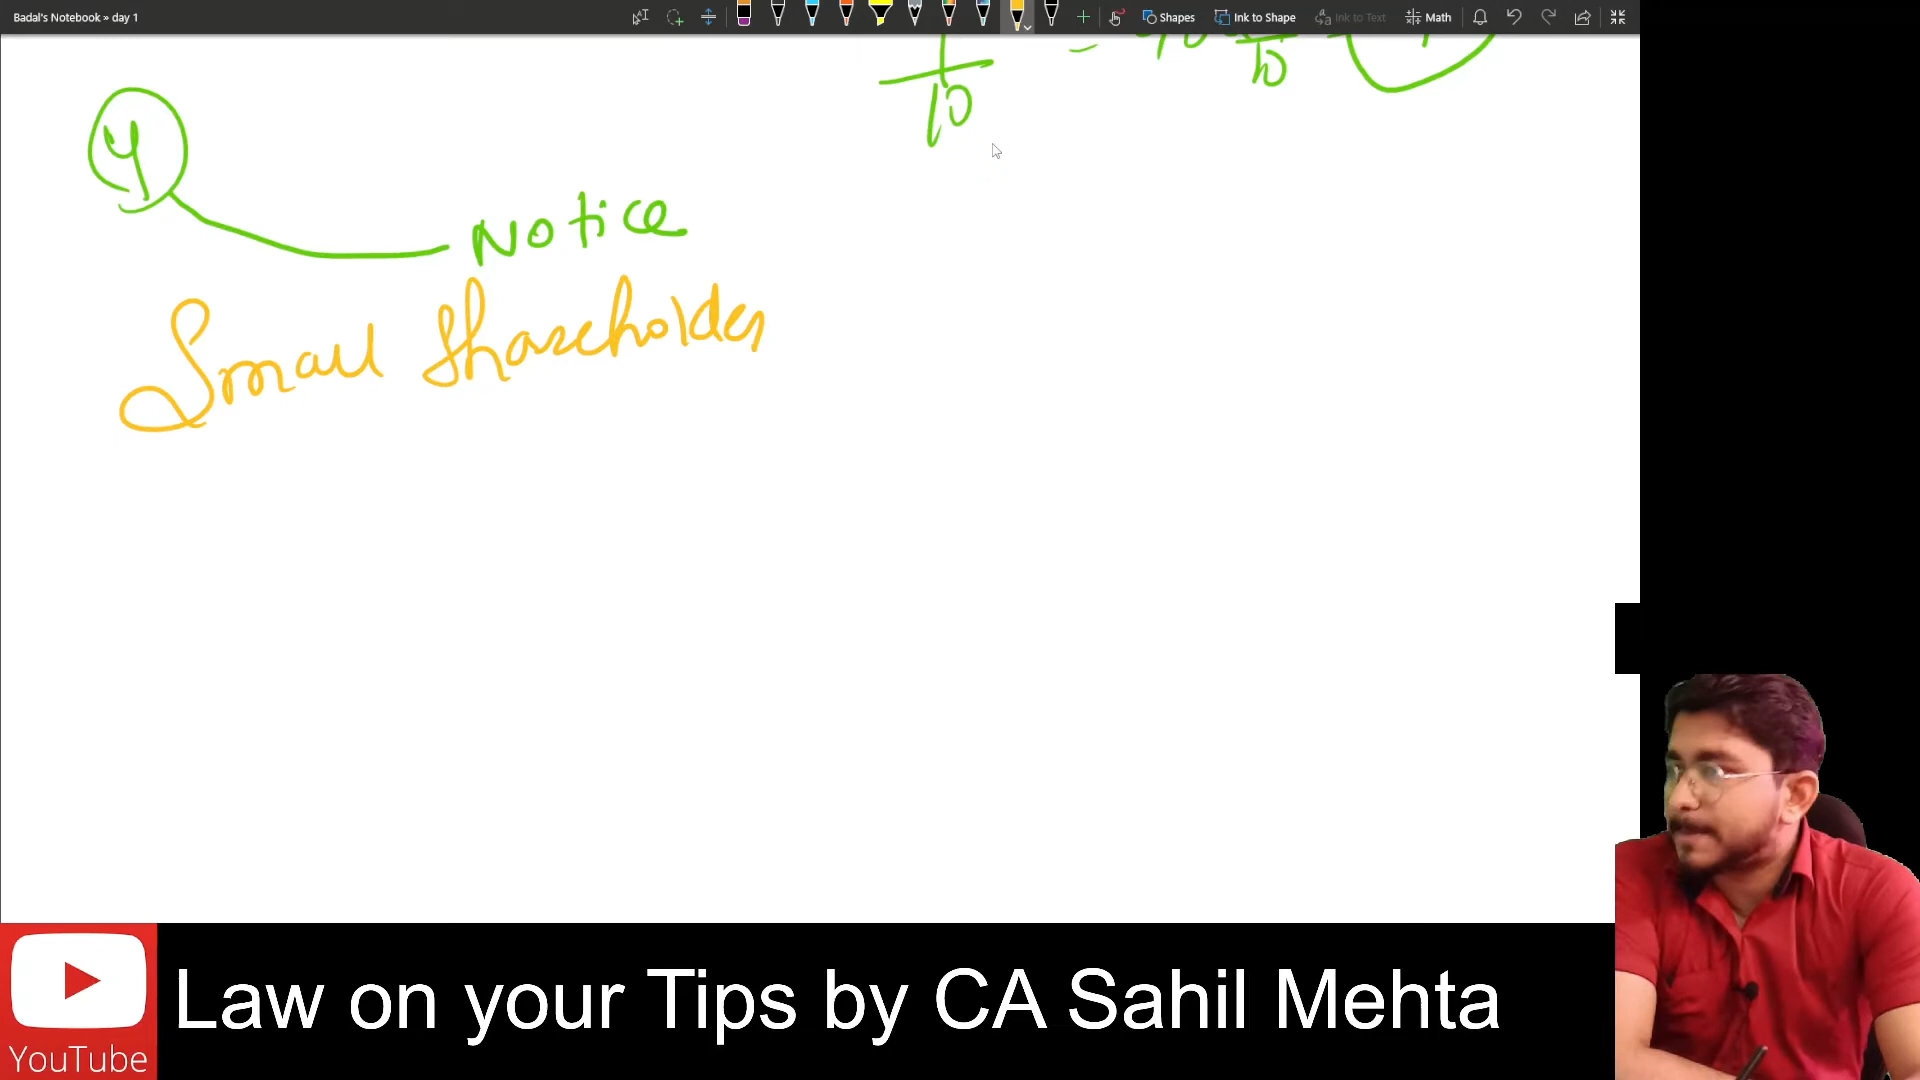 Badal's Notebook » day 1
Shapes Ink to Shape Ink to Text Math
10
10
4
Notice
Small Shareholder
YouTube
Law on your Tips by CA Sahil Mehta